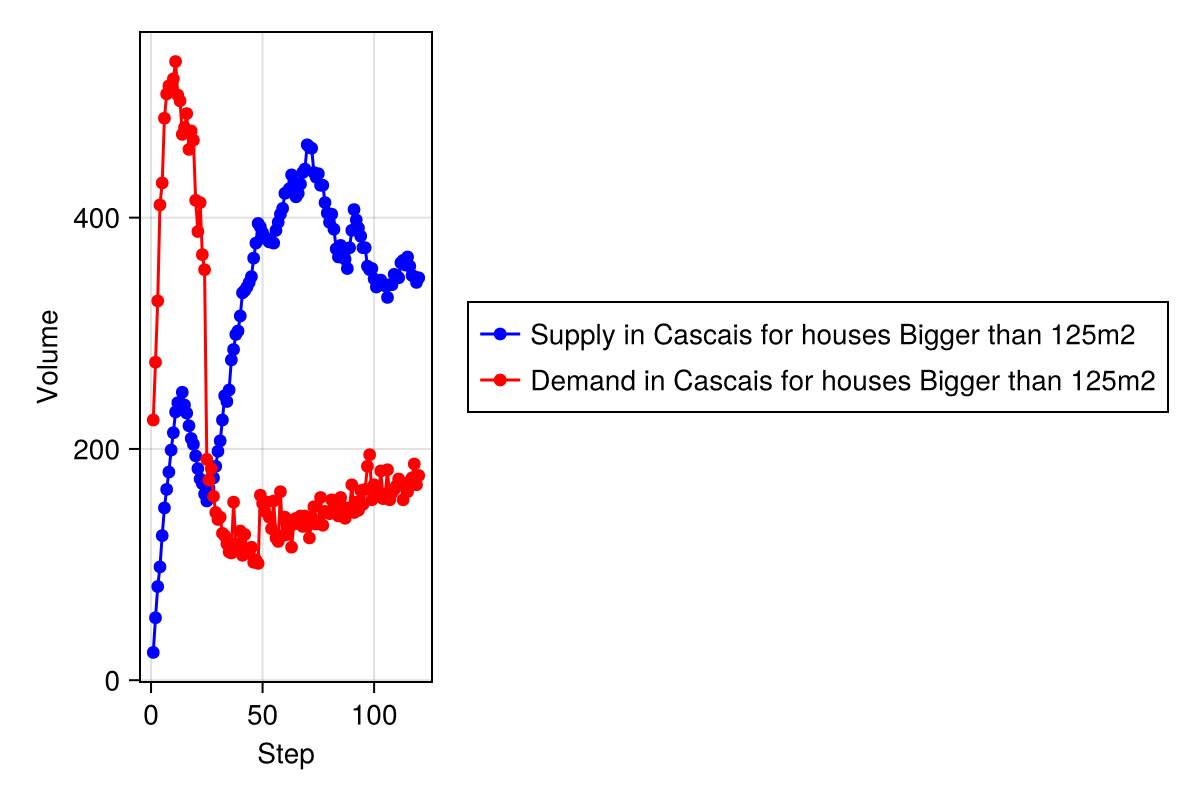 Volume
400
200
0
0 50 100
Step
Supply in Cascais for houses Bigger than 125m2
Demand in Cascais for houses Bigger than 125m2